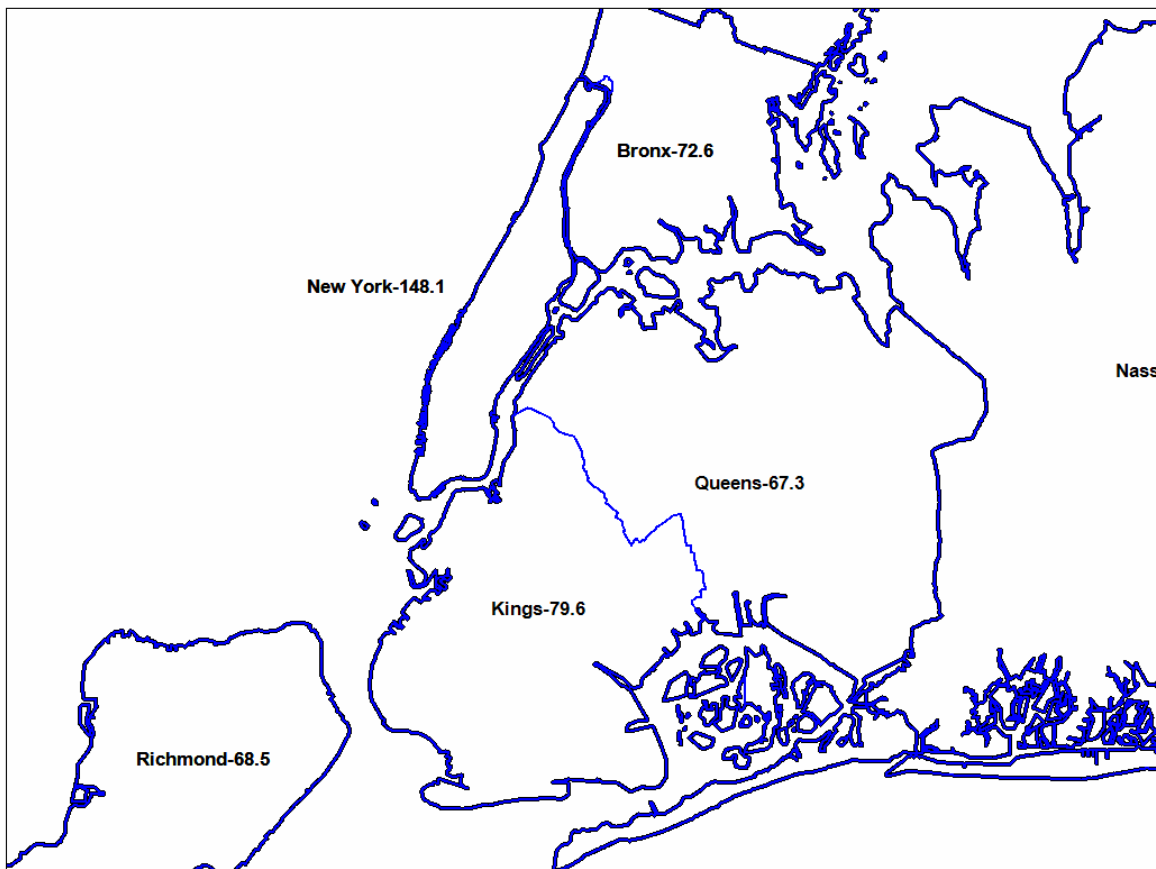 Bronx-72.6
New York-148.1
Nass
Queens-67.3
Kings-79.6
Richmond-68.5